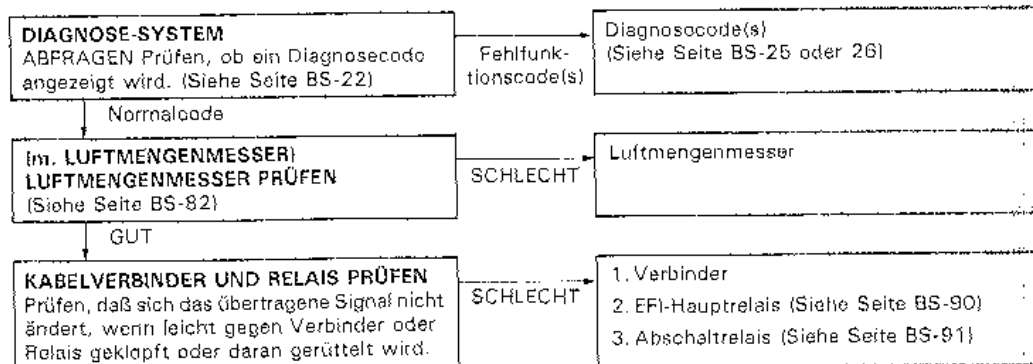 DIAGNOSE-SYSTEM
ABFRAGEN Prüfen, ob ein Diagnosecode
angezeigt wird. (Siehe Seite BS-22)
Fehlfunk-
tionscode(s)
Diagnosecode(s)
(Siehe Seite BS-25 oder 26)
Normalcode
(m. LUFTMENGENMESSER)
LUFTMENGENMESSER PRÜFEN
(Siehe Seite BS-82)
SCHLECHT
Luftmengenmesser
GUT
KABELVERBINDER UND RELAIS PRÜFEN
Prüfen, daß sich das übertragene Signal nicht
ändert, wenn leicht gegen Verbinder oder
Relais geklopft oder daran gerüttelt wird.
SCHLECHT
1. Verbinder
2. EFI-Hauptrelais (Siehe Seite BS-90)
3. Abschaltrelais (Siehe Seite BS-91)